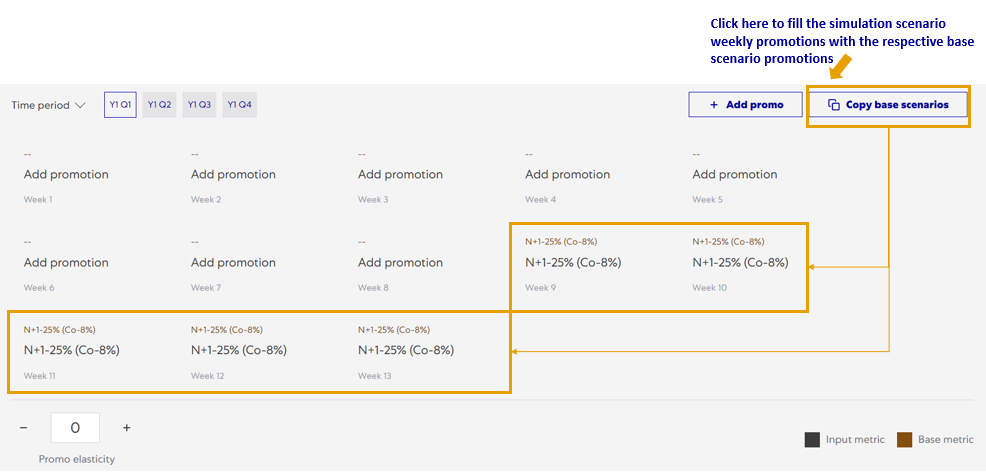 Click here to fill the simulation scenario
weekly promotions with the respective base
scenario promotions
Time period Y1 Q1 Y1 Q2 Y1 Q3 Y1 Q4 + Add promo Copy base scenarios
-- -- -- -- --
Add promotion Add promotion Add promotion Add promotion Add promotion
Week 1 Week 2 Week 3 Week 4 Week 5
-- -- -- N+1-25% (Co-8%) N+1-25% (Co-8%)
Add promotion Add promotion Add promotion N+1-25% (Co-8%) N+1-25% (Co-8%)
Week 6 Week 7 Week 8 Week 9 Week 10
N+1-25% (Co-8%) N+1-25% (Co-8%) N+1-25% (Co-8%)
N+1-25% (Co-8%) N+1-25% (Co-8%) N+1-25% (Co-8%)
Week 11 Week 12 Week 13
− 0 +
Promo elasticity
Input metric Base metric